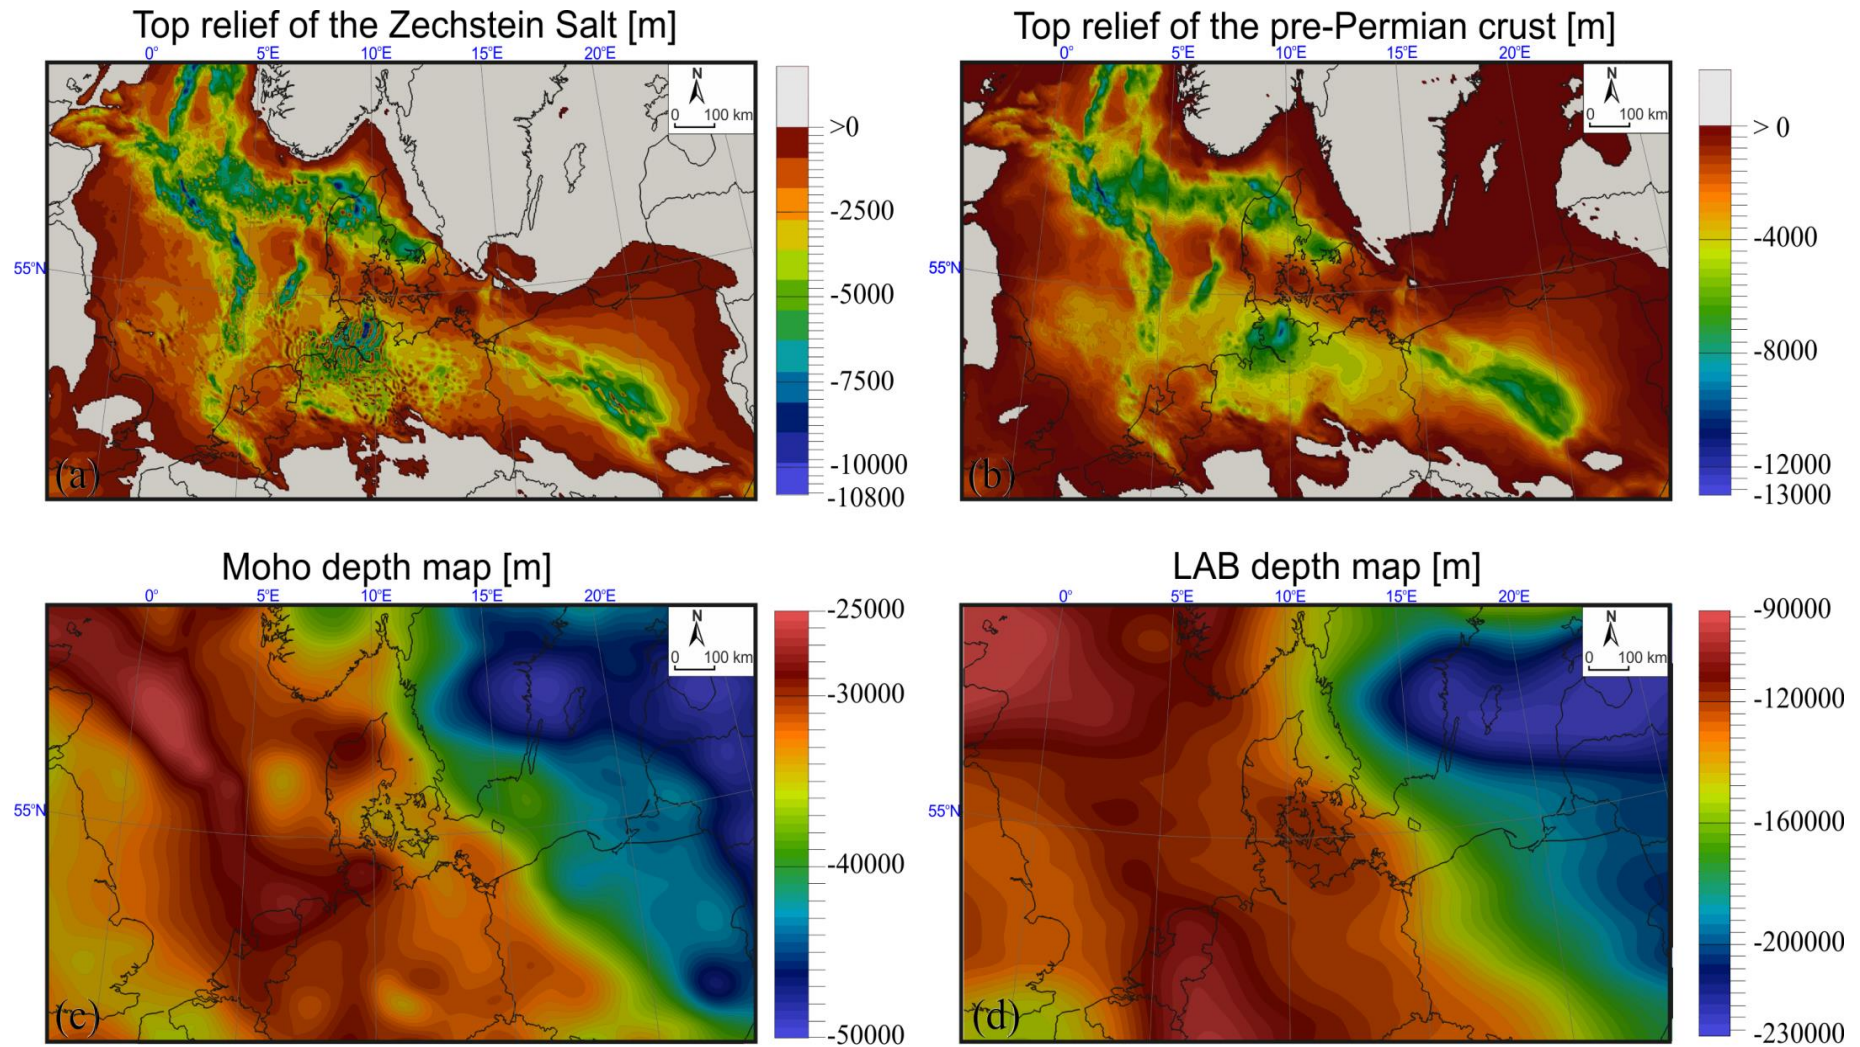 Top relief of the Zechstein Salt [m]
0° 5°E 10°E 15°E 20°E
N
0 100 km
55°N
(a)
>0
-2500
-5000
-7500
-10000
-10800
Top relief of the pre-Permian crust [m]
0° 5°E 10°E 15°E 20°E
N
0 100 km
55°N
(b)
> 0
-4000
-8000
-12000
-13000
Moho depth map [m]
0° 5°E 10°E 15°E 20°E
N
0 100 km
55°N
(c)
-25000
-30000
-35000
-40000
-45000
-50000
LAB depth map [m]
0° 5°E 10°E 15°E 20°E
N
0 100 km
55°N
(d)
-90000
-120000
-160000
-200000
-230000